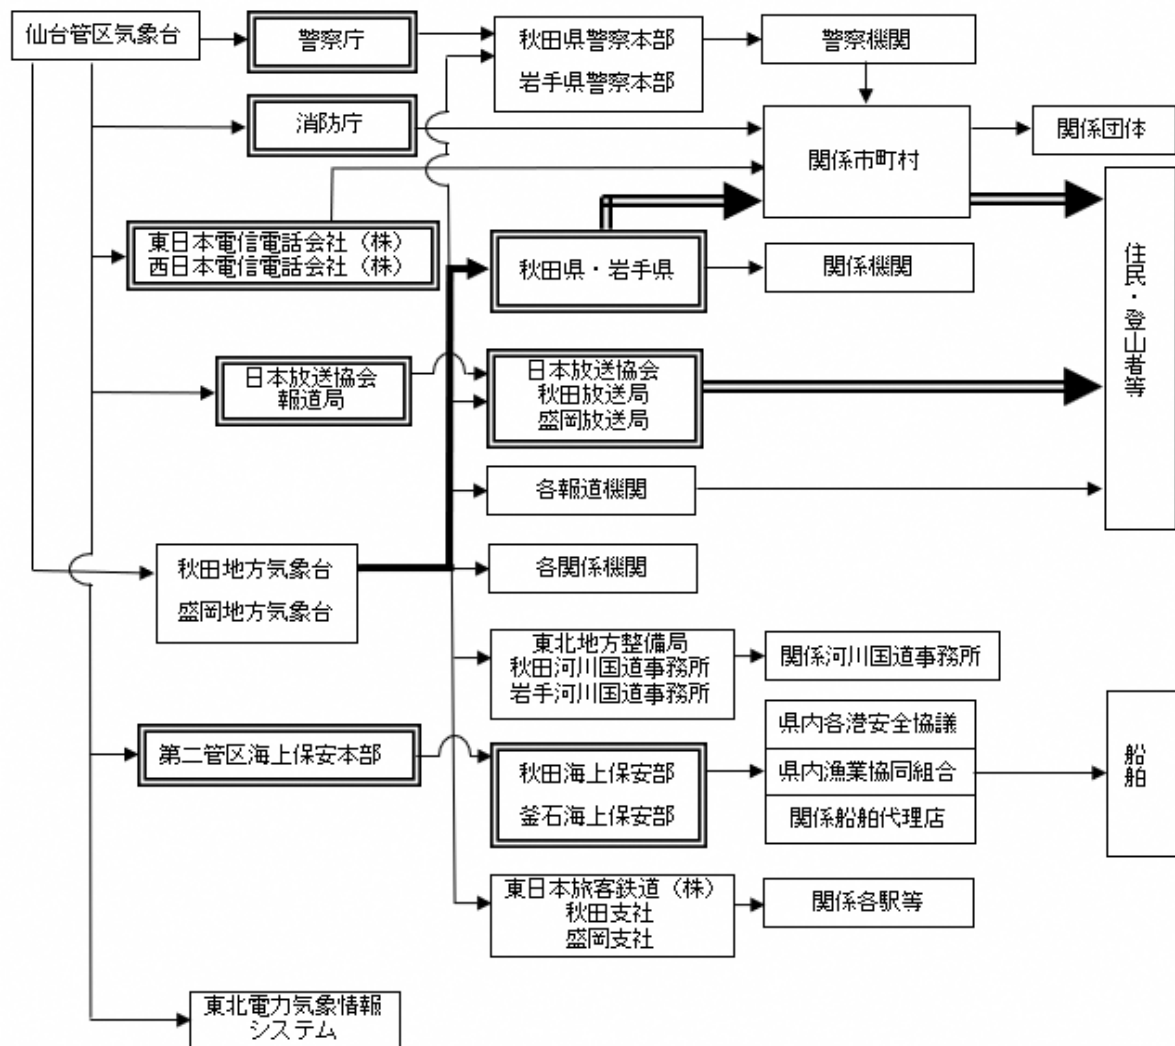 仙台管区気象台
警察庁
秋田県警察本部
岩手県警察本部
警察機関
消防庁
関係市町村
関係団体
東日本電信電話会社（株）
西日本電信電話会社（株）
秋田県・岩手県
関係機関
住民・登山者等
日本放送協会
報道局
日本放送協会
秋田放送局
盛岡放送局
各報道機関
秋田地方気象台
盛岡地方気象台
各関係機関
東北地方整備局
秋田河川国道事務所
岩手河川国道事務所
関係河川国道事務所
第二管区海上保安本部
秋田海上保安部
釜石海上保安部
県内各港安全協議
県内漁業協同組合
関係船舶代理店
船舶
東日本旅客鉄道（株）
秋田支社
盛岡支社
関係各駅等
東北電力気象情報
システム